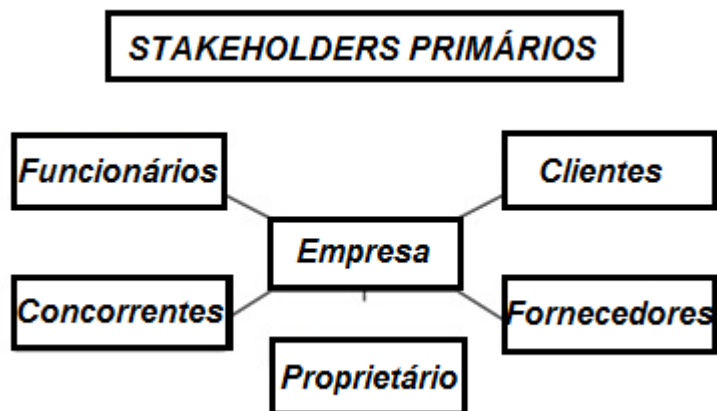 STAKEHOLDERS PRIMÁRIOS
Funcionários
Clientes
Empresa
Concorrentes
Fornecedores
Proprietário